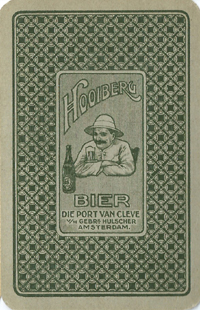 HOOIBERG
BIER
DIE PORT VAN CLEVE
V/H GEBRS HULSCHER
AMSTERDAM.